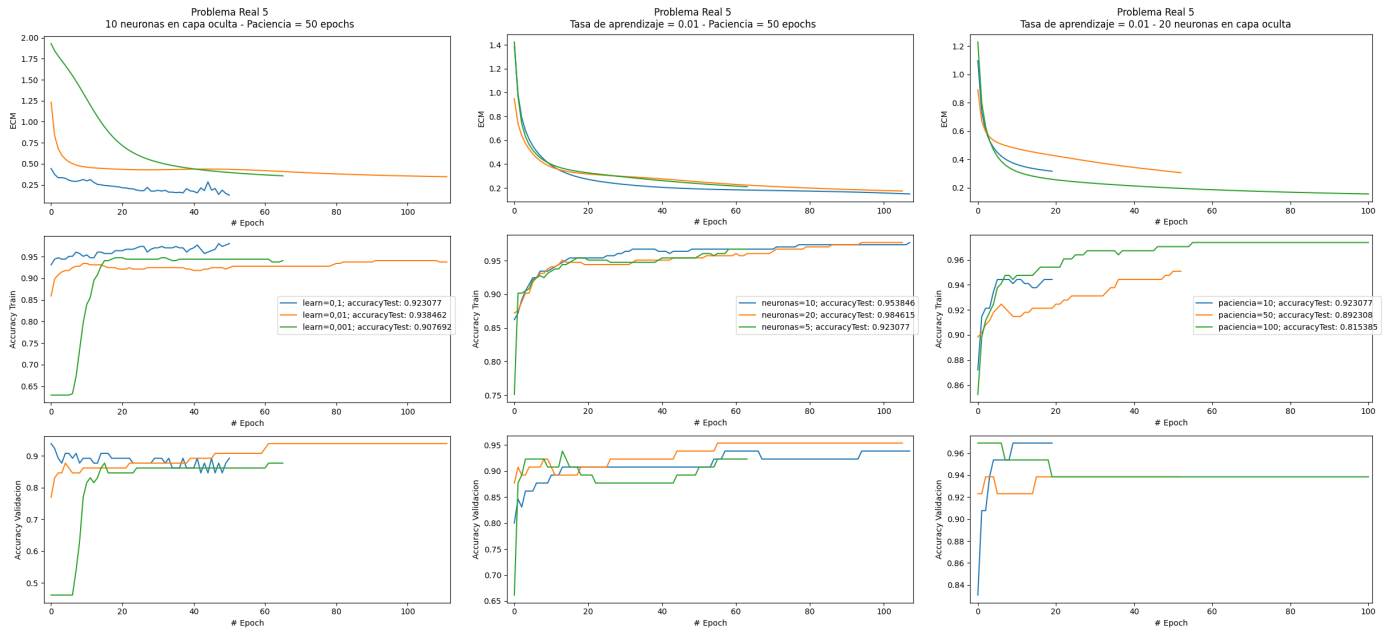 Problema Real 5
10 neuronas en capa oculta - Paciencia = 50 epochs
2.00
1.75
1.50
1.25
1.00
0.75
0.50
0.25
ECM
0 20 40 60 80 100
# Epoch
0.95
0.90
0.85
0.80
0.75
0.70
0.65
Accuracy Train
learn=0,1; accuracyTest: 0.923077
learn=0,01; accuracyTest: 0.938462
learn=0,001; accuracyTest: 0.907692
0 20 40 60 80 100
# Epoch
0.9
0.8
0.7
0.6
0.5
Accuracy Validacion
0 20 40 60 80 100
# Epoch
Problema Real 5
Tasa de aprendizaje = 0.01 - Paciencia = 50 epochs
1.4
1.2
1.0
0.8
0.6
0.4
0.2
ECM
0 20 40 60 80 100
# Epoch
0.95
0.90
0.85
0.80
0.75
Accuracy Train
neuronas=10; accuracyTest: 0.953846
neuronas=20; accuracyTest: 0.984615
neuronas=5; accuracyTest: 0.923077
0 20 40 60 80 100
# Epoch
0.95
0.90
0.85
0.80
0.75
0.70
0.65
Accuracy Validacion
0 20 40 60 80 100
# Epoch
Problema Real 5
Tasa de aprendizaje = 0.01 - 20 neuronas en capa oculta
1.2
1.0
0.8
0.6
0.4
0.2
ECM
0 20 40 60 80 100
# Epoch
0.96
0.94
0.92
0.90
0.88
0.86
Accuracy Train
paciencia=10; accuracyTest: 0.923077
paciencia=50; accuracyTest: 0.892308
paciencia=100; accuracyTest: 0.815385
0 20 40 60 80 100
# Epoch
0.96
0.94
0.92
0.90
0.88
0.86
0.84
Accuracy Validacion
0 20 40 60 80 100
# Epoch